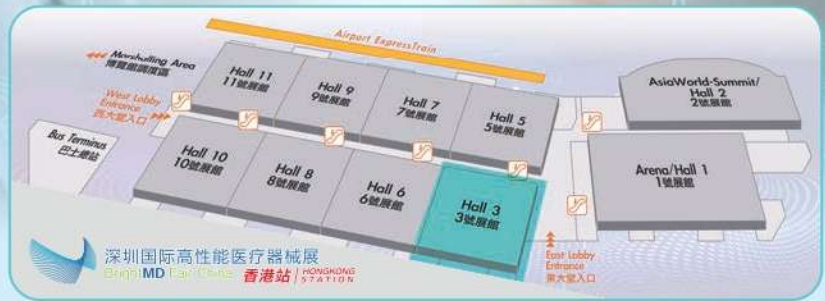 Airport ExpressTrain
Marshalling Area
博覽館調度區
Hall 11
11號展館
Hall 9
9號展館
Hall 7
7號展館
Hall 5
5號展館
AsiaWorld-Summit/
Hall 2
2號展館
West Lobby
Entrance
西大堂入口
Bus Terminus
巴士總站
Hall 10
10號展館
Hall 8
8號展館
Hall 6
6號展館
Hall 3
3號展館
Arena/Hall 1
1號展館
East Lobby
Entrance
東大堂入口
深圳国际高性能医疗器械展
BrightMD Fair China
香港站
HONGKONG
STATION